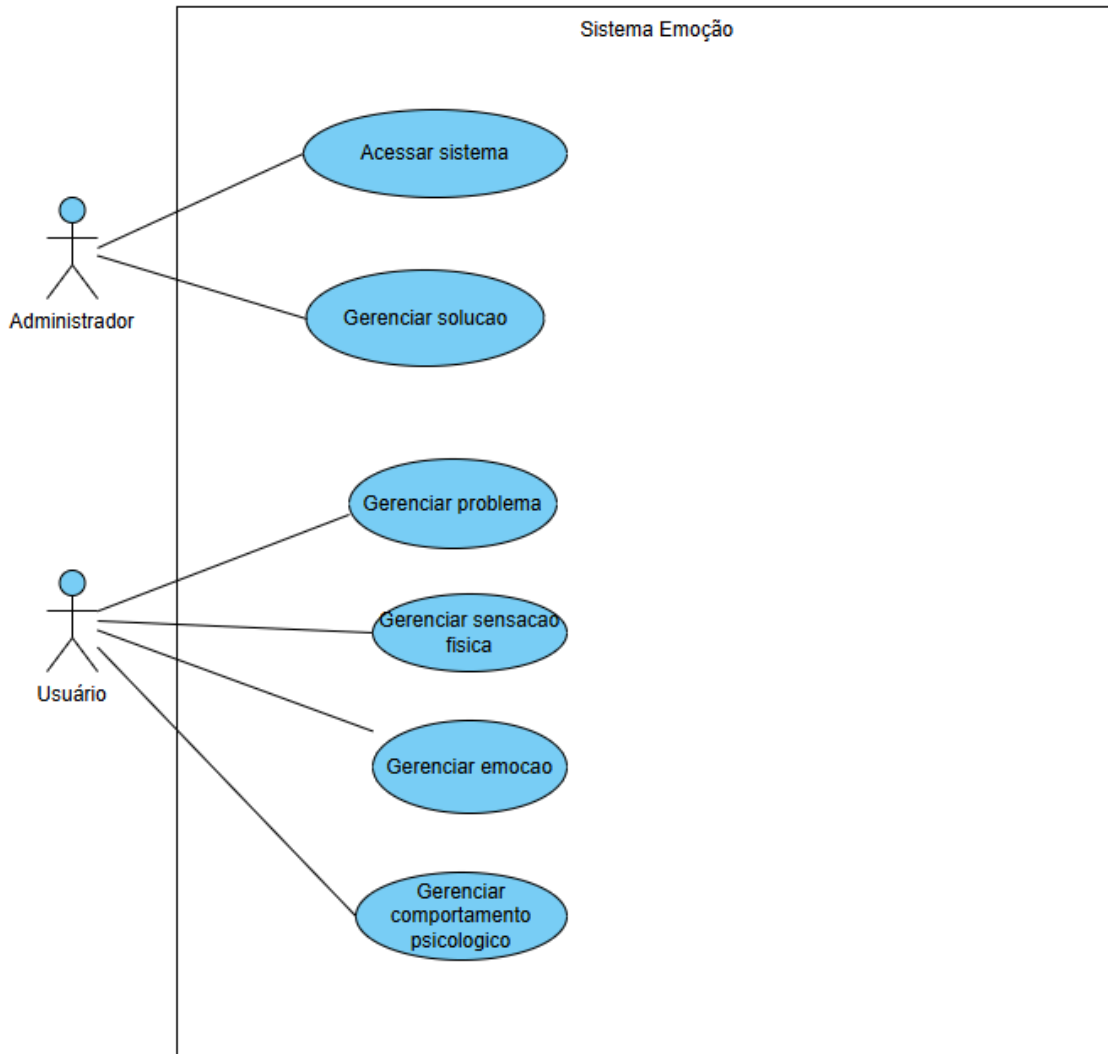 Sistema Emoção
Acessar sistema
Administrador
Gerenciar solucao
Gerenciar problema
Usuário
Gerenciar sensacao
fisica
Gerenciar emocao
Gerenciar
comportamento
psicologico